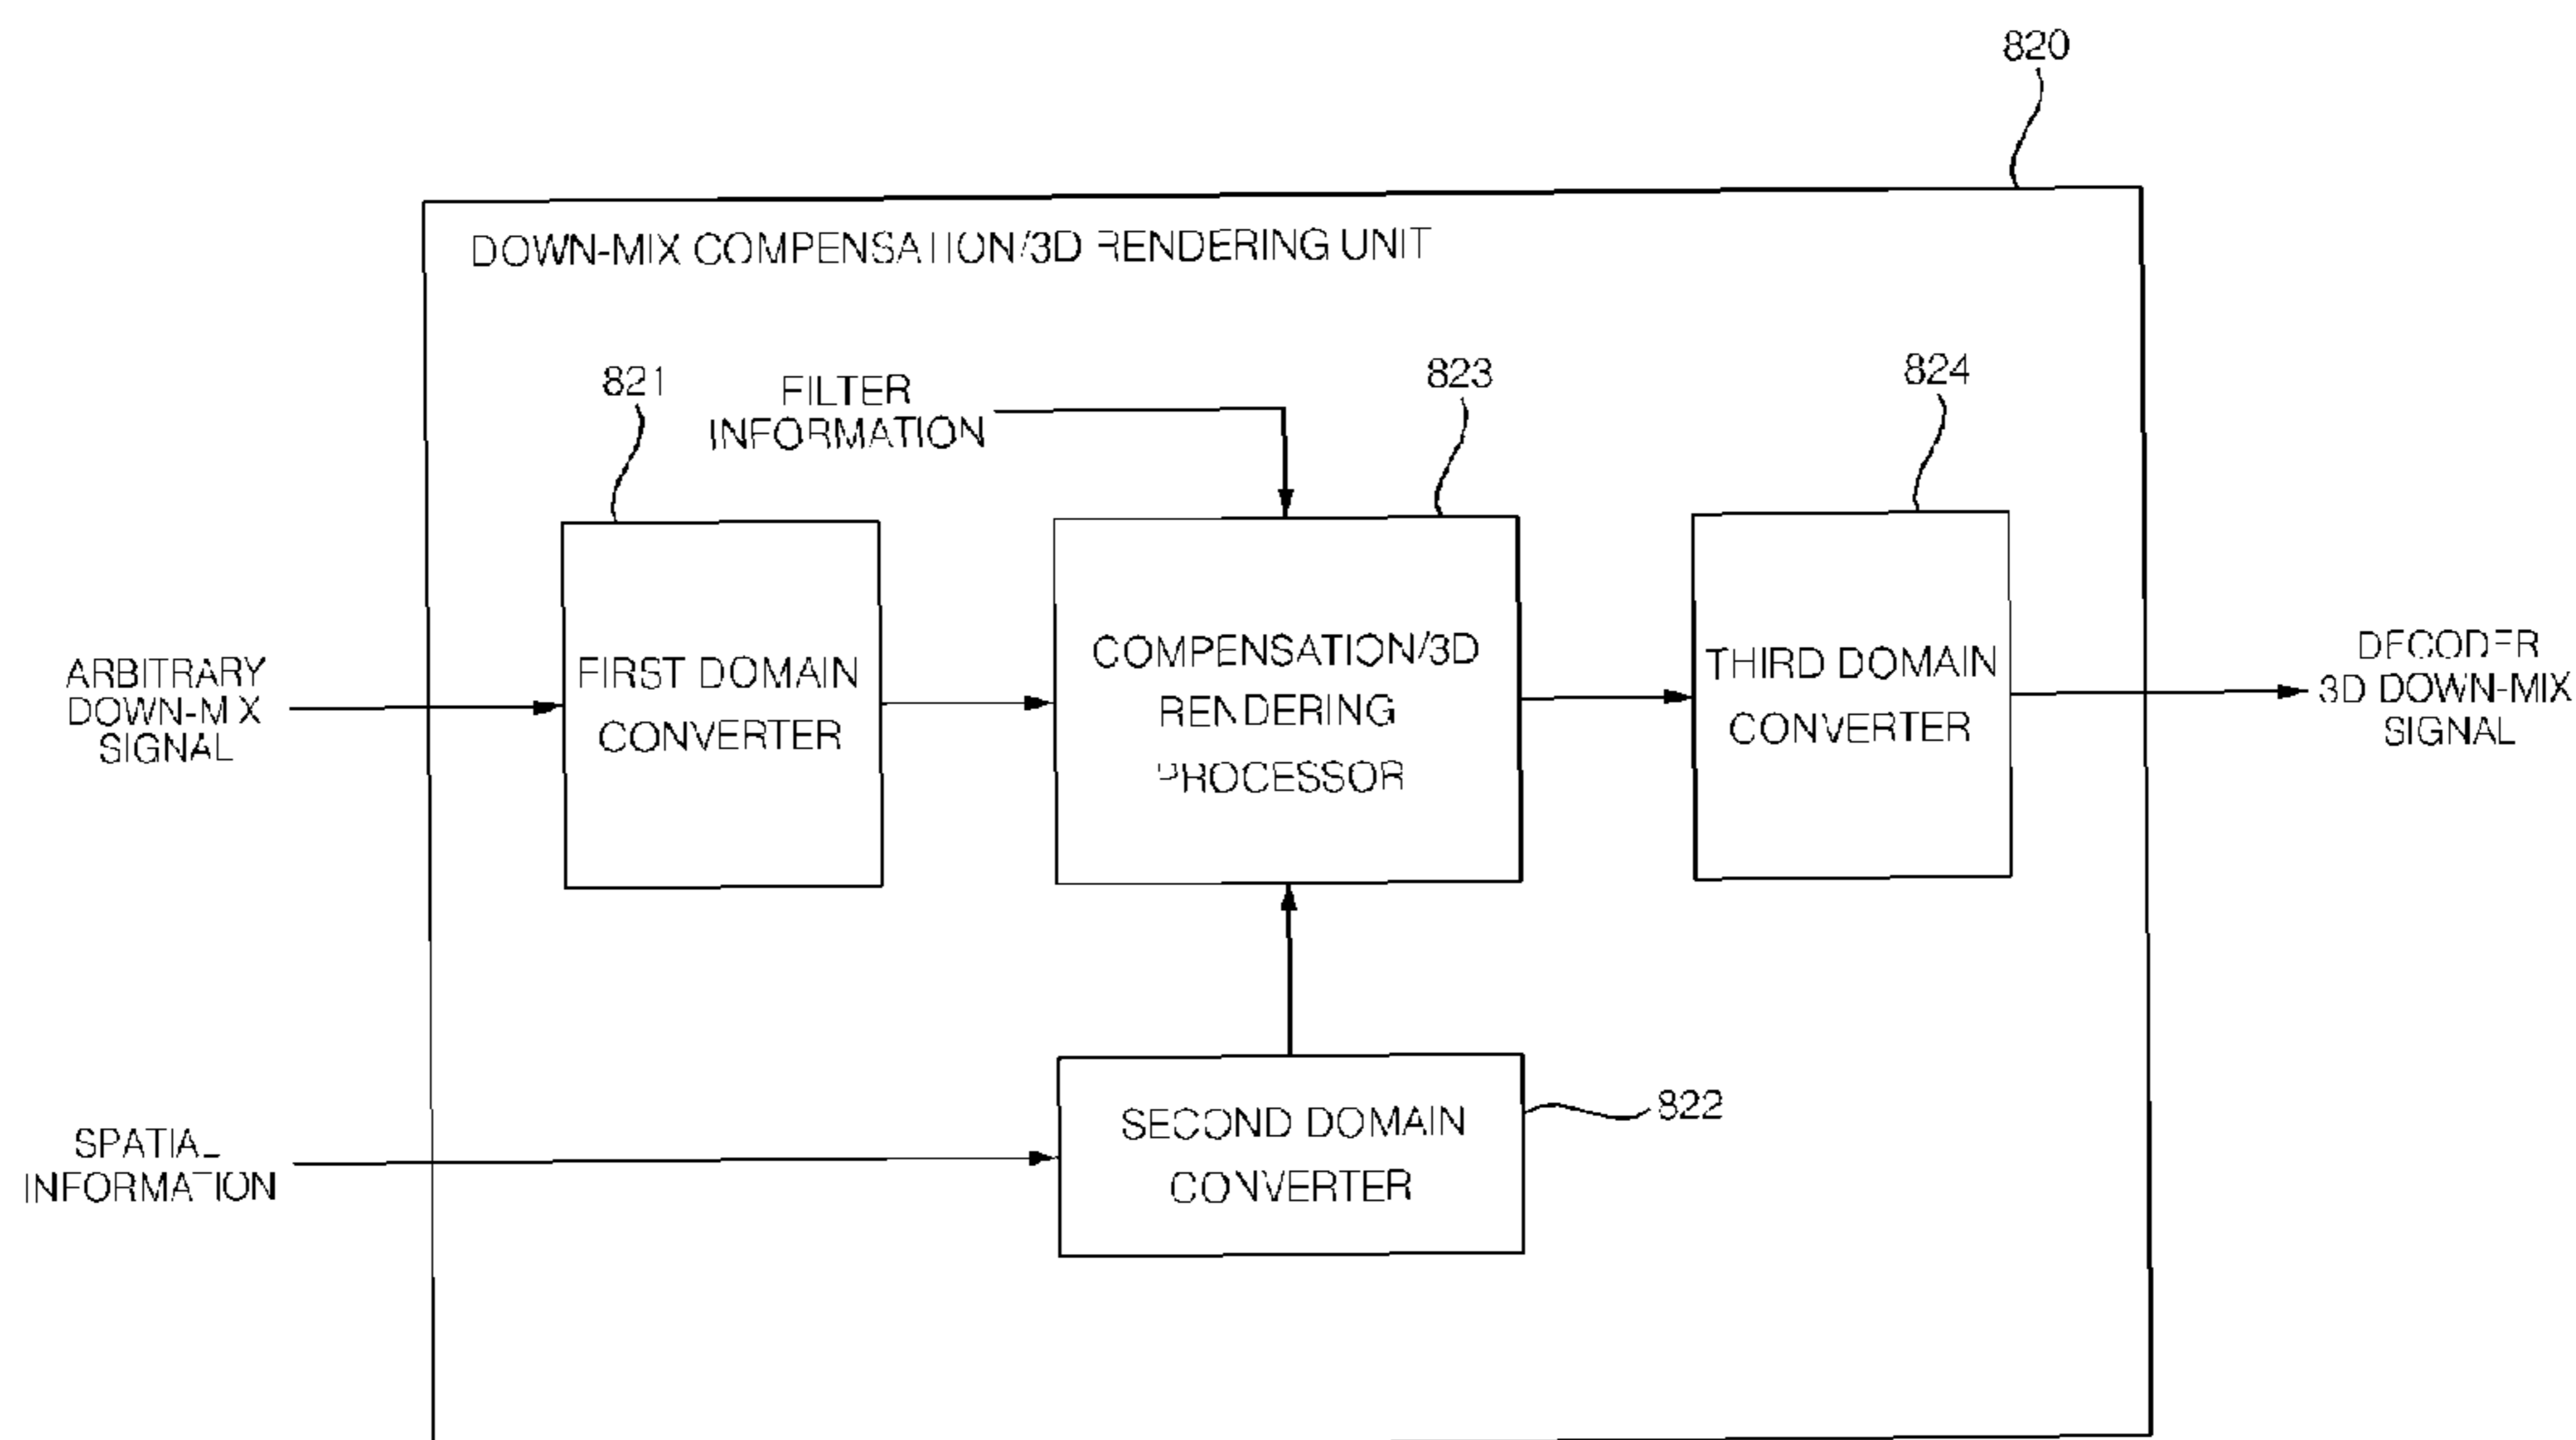 820
DOWN-MIX COMPENSATION/3D RENDERING UNIT
821
FILTER
INFORMATION
823
824
ARBITRARY
DOWN-MIX
SIGNAL
FIRST DOMAIN
CONVERTER
COMPENSATION/3D
RENDERING
PROCESSOR
THIRD DOMAIN
CONVERTER
DECODER
3D DOWN-MIX
SIGNAL
SPATIAL
INFORMATION
SECOND DOMAIN
CONVERTER
822